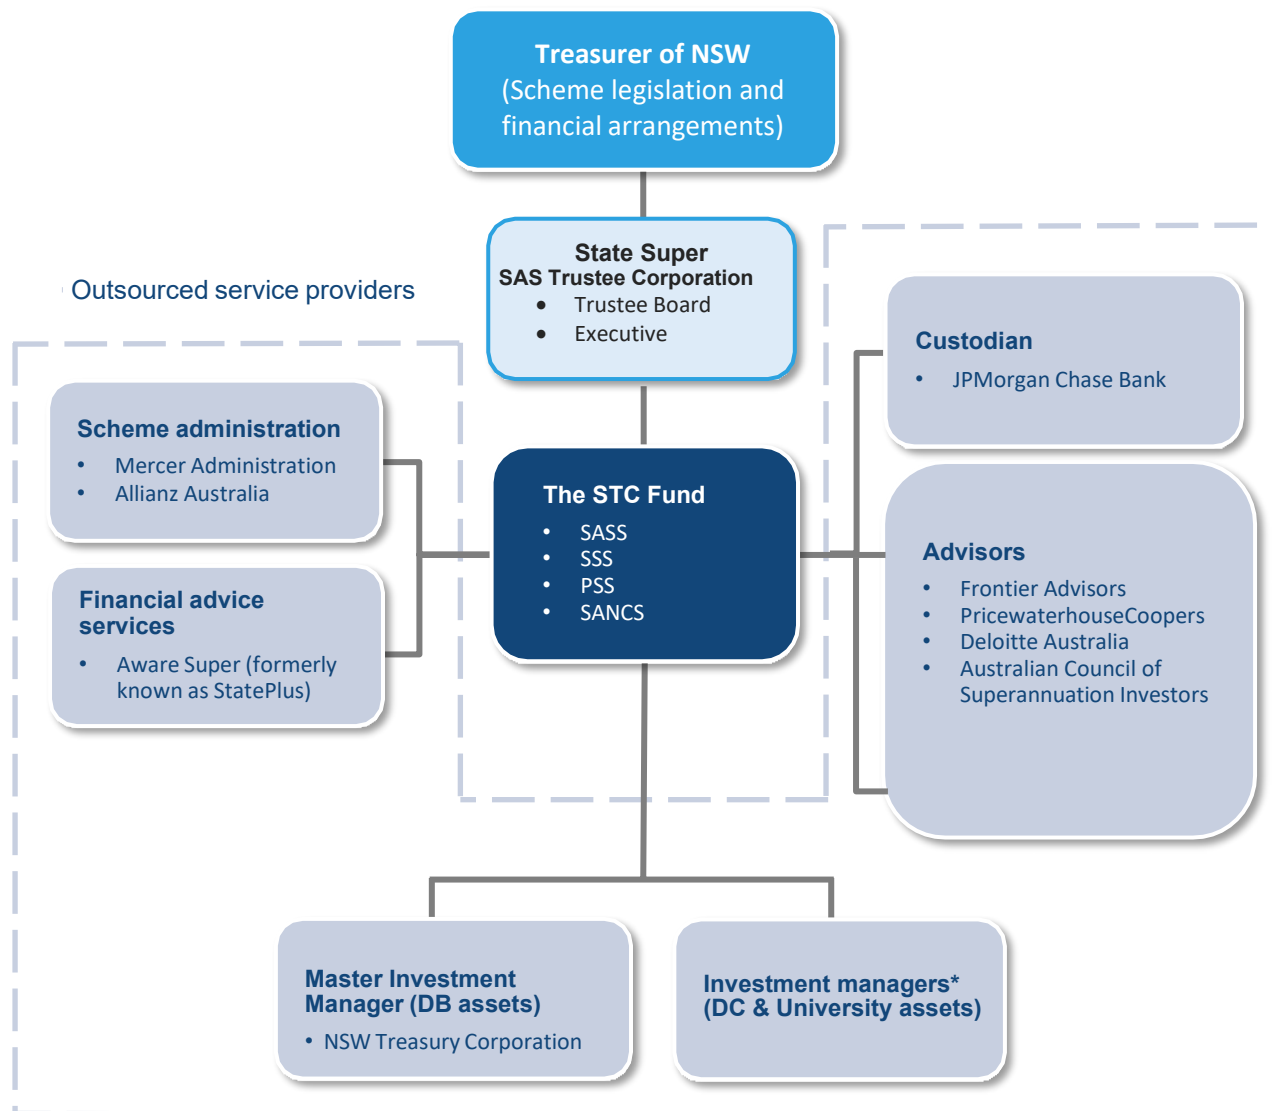 Treasurer of NSW
(Scheme legislation and
financial arrangements)
State Super
SAS Trustee Corporation
• Trustee Board
• Executive
Outsourced service providers
Custodian
• JPMorgan Chase Bank
Scheme administration
• Mercer Administration
• Allianz Australia
The STC Fund
• SASS
• SSS
• PSS
• SANCS
Advisors
• Frontier Advisors
• PricewaterhouseCoopers
• Deloitte Australia
• Australian Council of
Superannuation Investors
Financial advice
services
• Aware Super (formerly
known as StatePlus)
Master Investment
Manager (DB assets)
• NSW Treasury Corporation
Investment managers*
(DC & University assets)